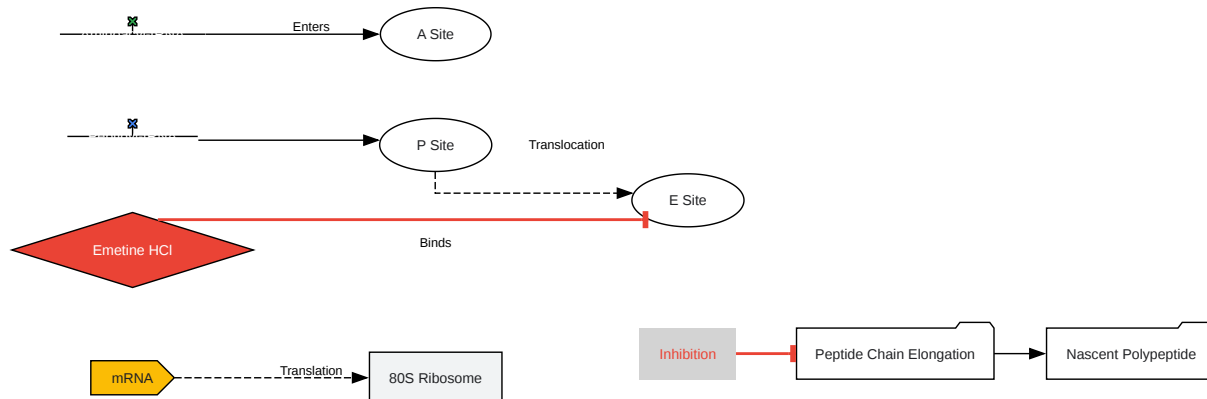 Enters
A Site
P Site
Translocation
E Site
Emetine HCl
Binds
Inhibition
Peptide Chain Elongation
Nascent Polypeptide
mRNA
Translation
80S Ribosome